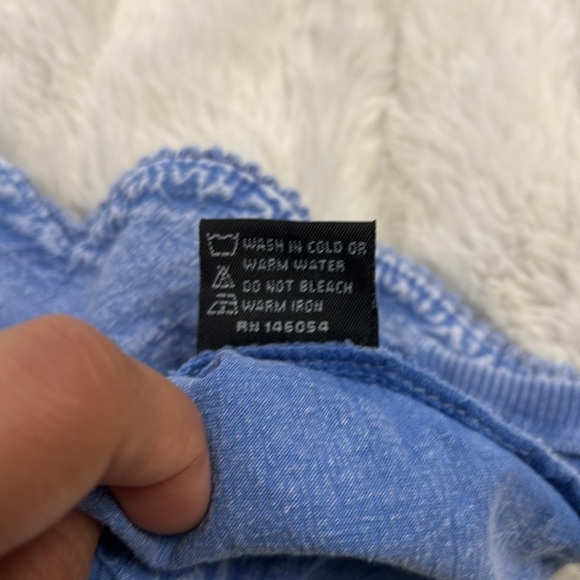 WASH IN COLD OR
WARM WATER
DO NOT BLEACH
WARM IRON
RN 146054